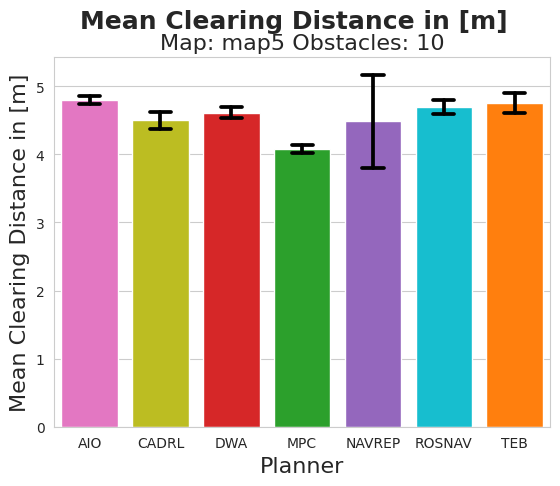 Mean Clearing Distance in [m]
Map: map5 Obstacles: 10
Mean Clearing Distance in [m]
5
4
3
2
1
0
AIO CADRL DWA MPC NAVREP ROSNAV TEB
Planner